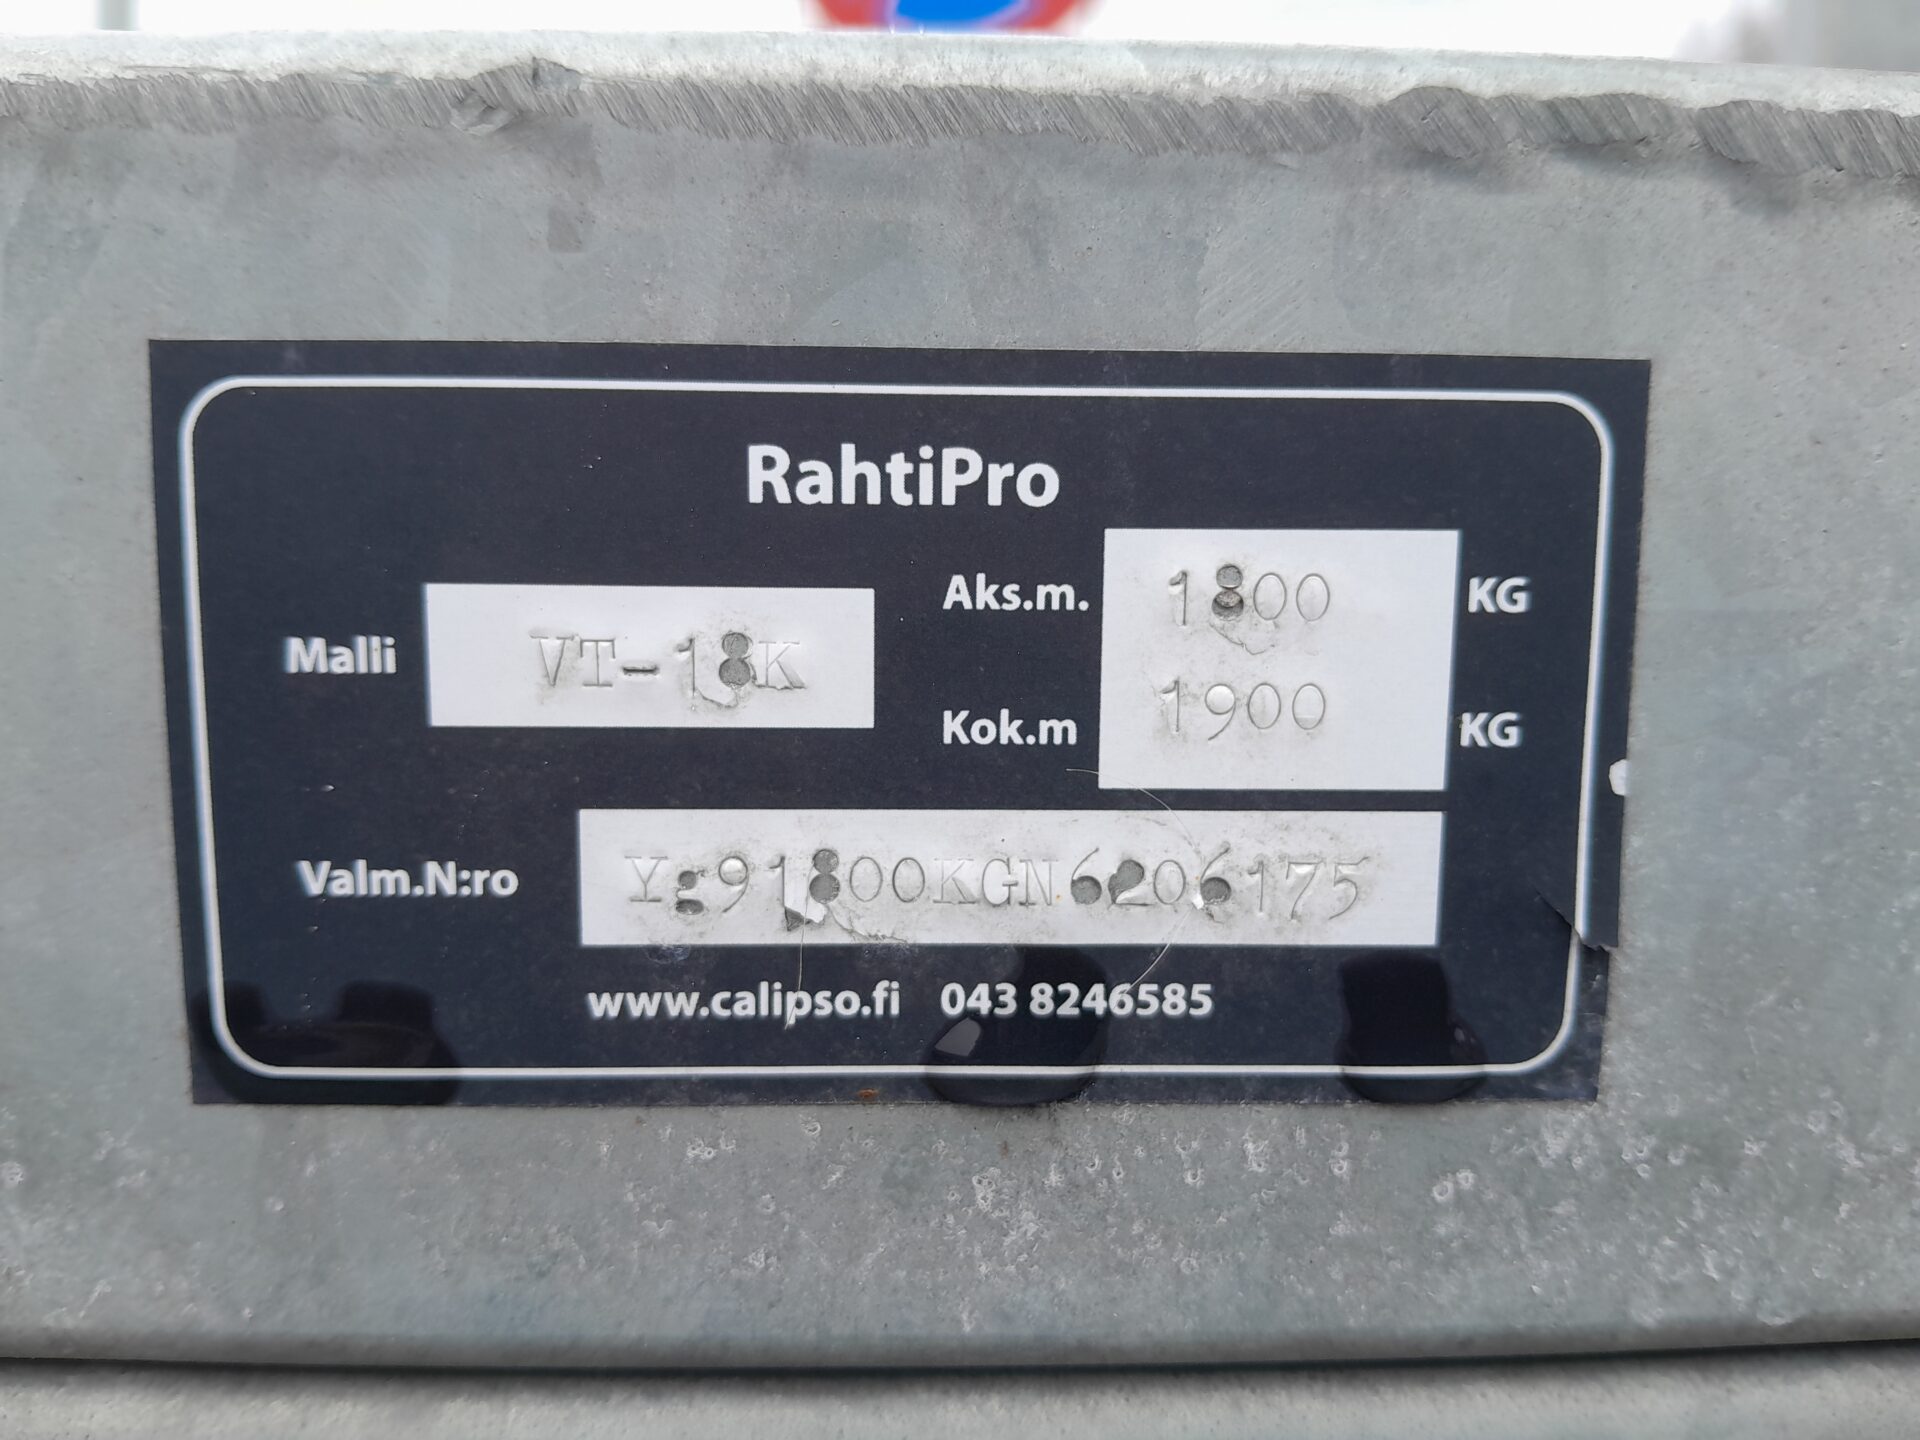 RahtiPro
Malli VT-18K
Aks.m. 1800 KG
Kok.m 1900 KG
Valm.N:ro Yg91800KGN6206175
www.calipso.fi 043 8246585